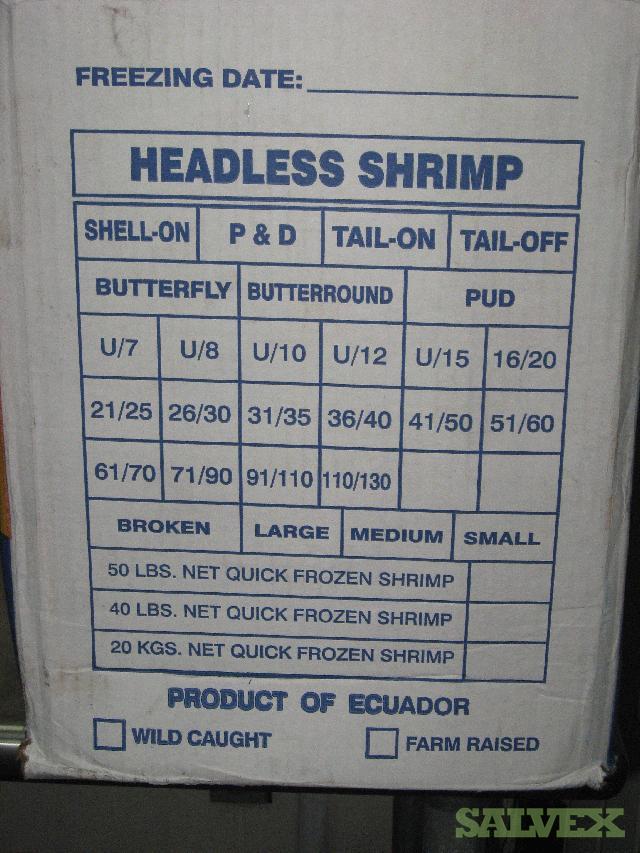 FREEZING DATE:
HEADLESS SHRIMP
SHELL-ON P & D TAIL-ON TAIL-OFF
BUTTERFLY BUTTERROUND PUD
U/7 U/8 U/10 U/12 U/15 16/20
21/25 26/30 31/35 36/40 41/50 51/60
61/70 71/90 91/110 110/130
BROKEN LARGE MEDIUM SMALL
50 LBS. NET QUICK FROZEN SHRIMP
40 LBS. NET QUICK FROZEN SHRIMP
20 KGS. NET QUICK FROZEN SHRIMP
PRODUCT OF ECUADOR
WILD CAUGHT FARM RAISED
SALVEX